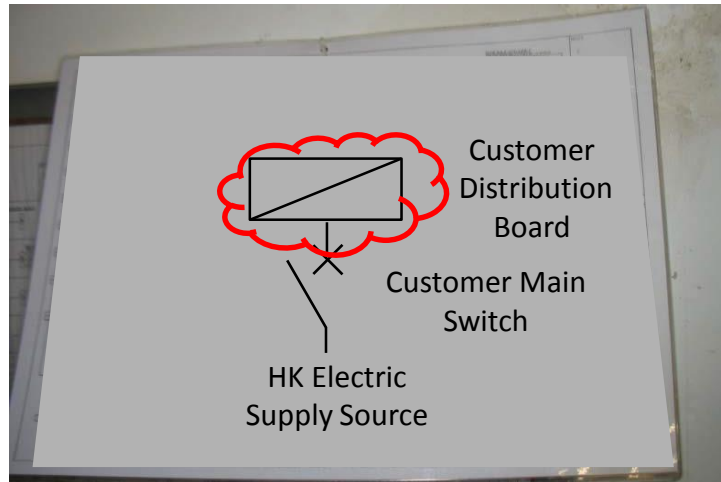 Customer
Distribution
Board
Customer Main
Switch
HK Electric
Supply Source